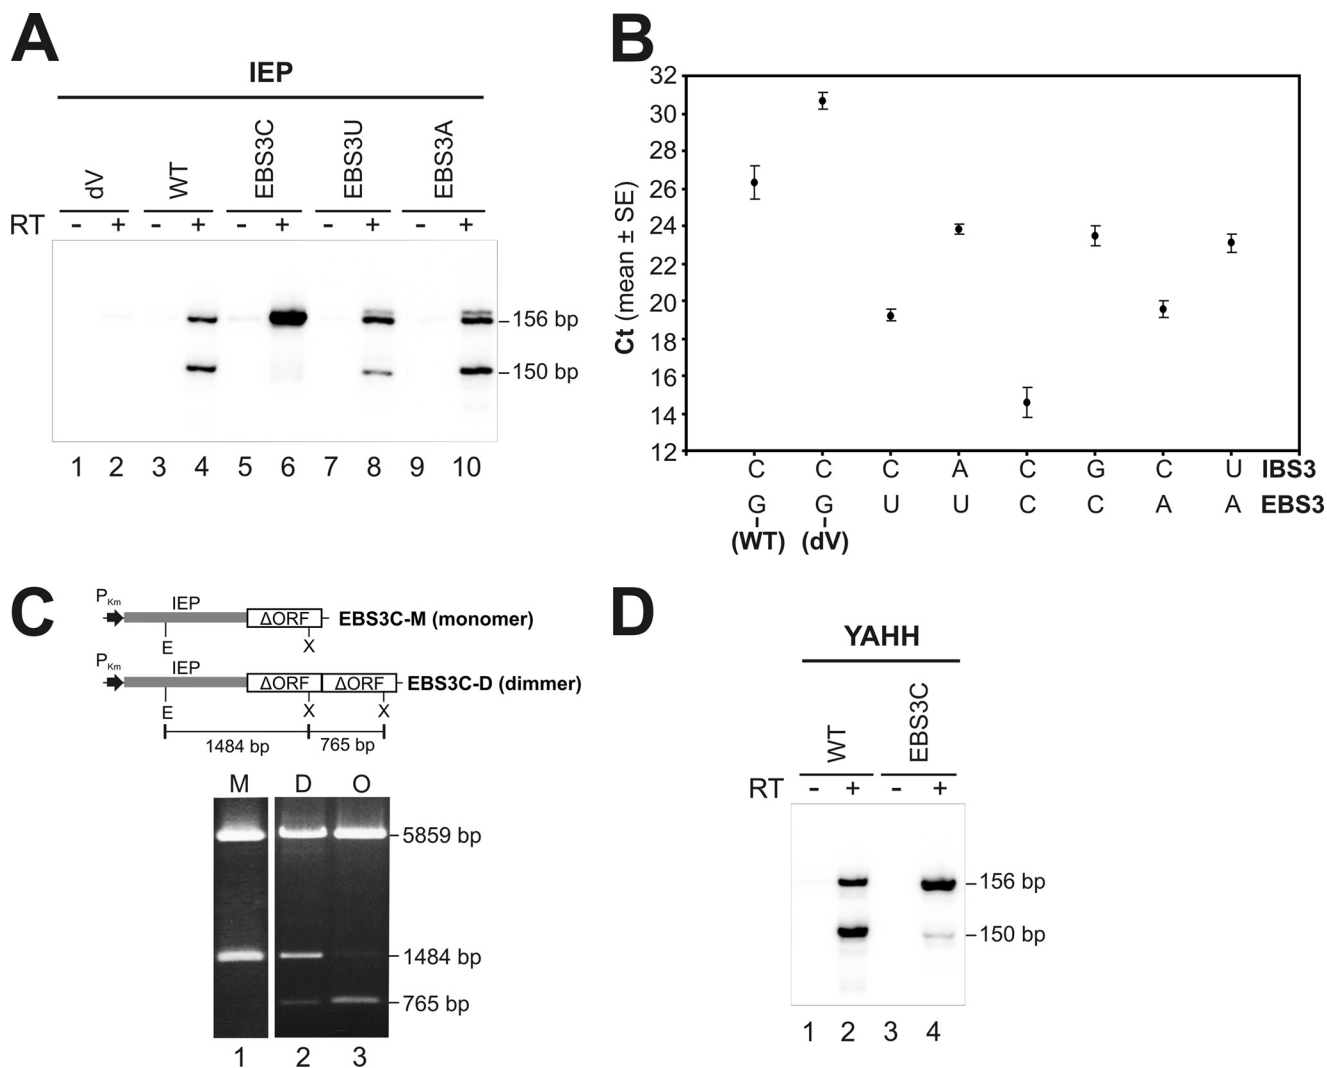 A
IEP
dV
WT
EBS3C
EBS3U
EBS3A
RT - + - + - + - + - +
156 bp
150 bp
1 2 3 4 5 6 7 8 9 10
B
Ct (mean ± SE)
32
30
28
26
24
22
20
18
16
14
12
C C C A C G C U IBS3
G G U U C C A A EBS3
(WT) (dV)
C
PKm IEP ΔORF EBS3C-M (monomer)
E X
PKm IEP ΔORF ΔORF EBS3C-D (dimmer)
E X X
1484 bp 765 bp
M D O
5859 bp
1484 bp
765 bp
1 2 3
D
YAHH
WT
EBS3C
RT - + - +
156 bp
150 bp
1 2 3 4